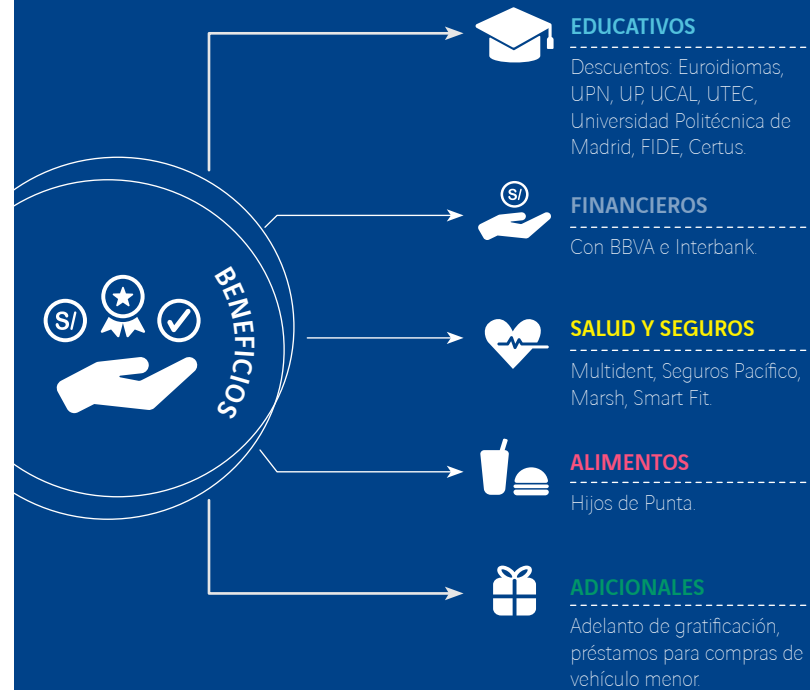 EDUCATIVOS
Descuentos: Euroidiomas,
UPN, UP, UCAL, UTEC,
Universidad Politécnica de
Madrid, FIDE, Certus.
S/
FINANCIEROS
Con BBVA e Interbank.
S/
BENEFICIOS
SALUD Y SEGUROS
Multident, Seguros Pacífico,
Marsh, Smart Fit.
ALIMENTOS
Hijos de Punta.
ADICIONALES
Adelanto de gratificación,
préstamos para compras de
vehículo menor.